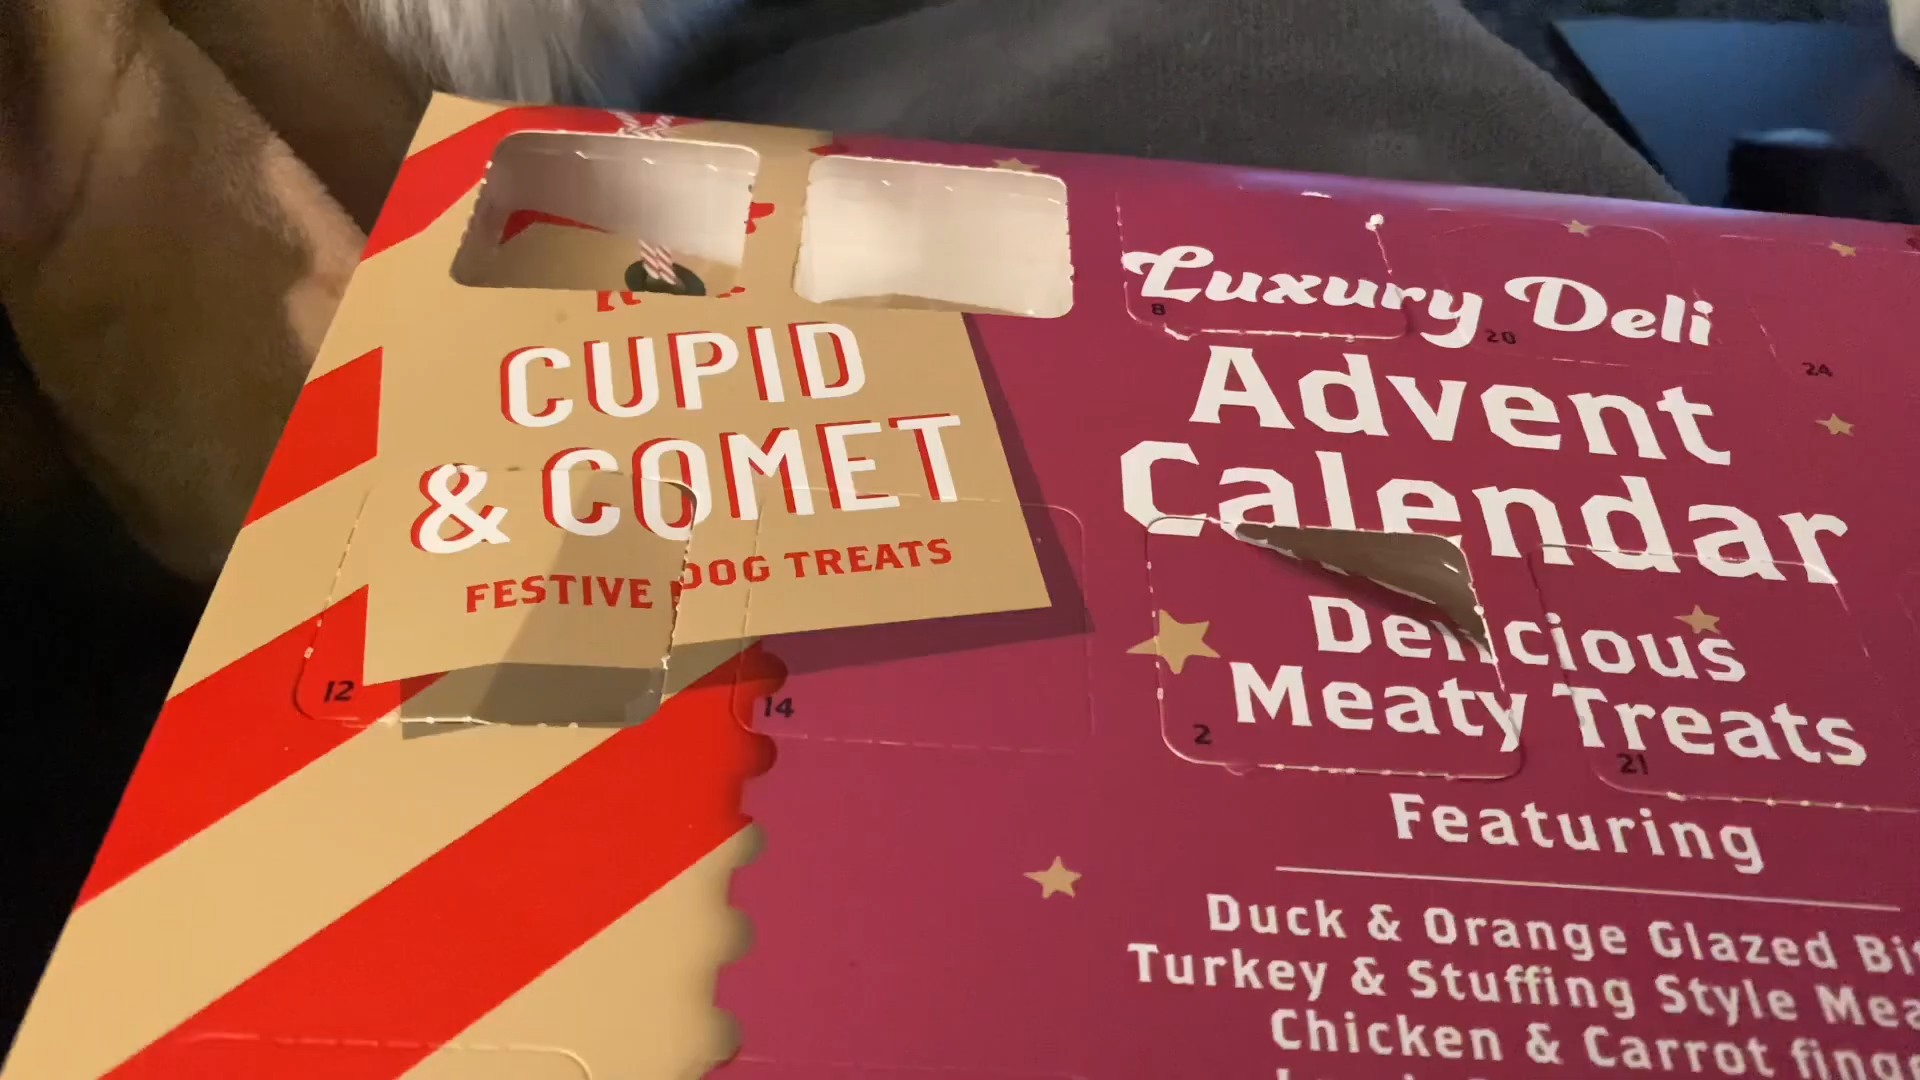 CUPID
& COMET
FESTIVE DOG TREATS
Luxury Deli
Advent
Calendar
Delicious
Meaty Treats
Featuring
Duck & Orange Glazed
Turkey & Stuffing Style
Chicken & Carrot
8
20
24
12
14
2
21